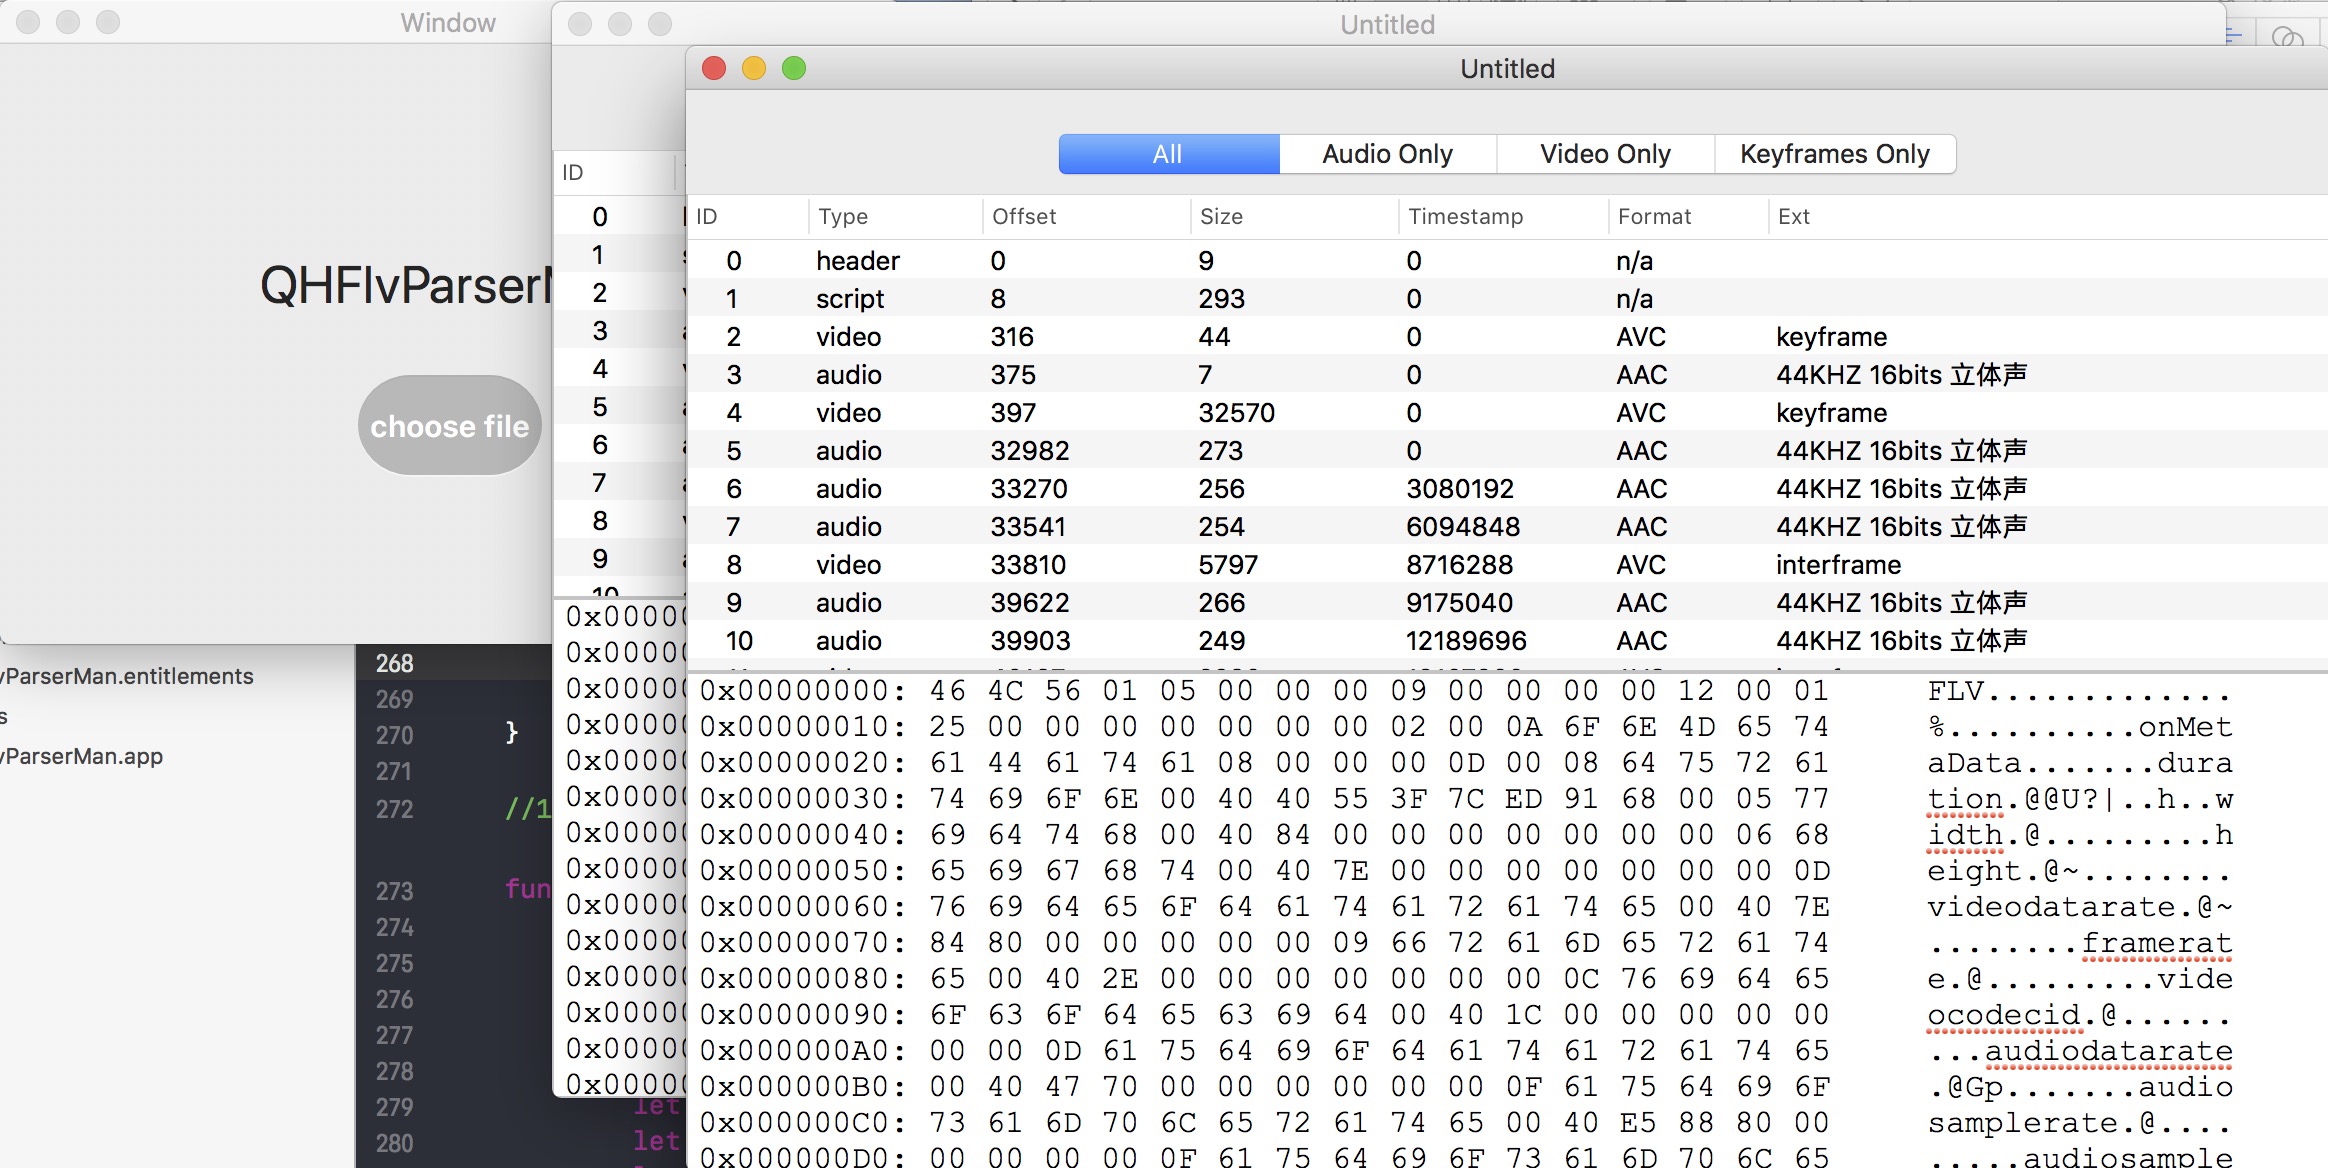 Window
QHFlvParserM
choose file
vParserMan.entitlements
s
vParserMan.app
268
269
270 }
271
272 //1
273 fun
274
275
276
277
278
279 let
280 let
Untitled
ID
0
1
2
3
4
5
6
7
8
9
10
0x00000
0x00000
0x00000
0x00000
0x00000
0x00000
0x00000
0x00000
0x00000
0x00000
0x00000
0x00000
0x00000
0x00000
Untitled
All Audio Only Video Only Keyframes Only
ID Type Offset Size Timestamp Format Ext
0 header 0 9 0 n/a
1 script 8 293 0 n/a
2 video 316 44 0 AVC keyframe
3 audio 375 7 0 AAC 44KHZ 16bits 立体声
4 video 397 32570 0 AVC keyframe
5 audio 32982 273 0 AAC 44KHZ 16bits 立体声
6 audio 33270 256 3080192 AAC 44KHZ 16bits 立体声
7 audio 33541 254 6094848 AAC 44KHZ 16bits 立体声
8 video 33810 5797 8716288 AVC interframe
9 audio 39622 266 9175040 AAC 44KHZ 16bits 立体声
10 audio 39903 249 12189696 AAC 44KHZ 16bits 立体声
0x00000000: 46 4C 56 01 05 00 00 00 09 00 00 00 00 12 00 01 FLV.............
0x00000010: 25 00 00 00 00 00 00 00 02 00 0A 6F 6E 4D 65 74 %..........onMet
0x00000020: 61 44 61 74 61 08 00 00 00 0D 00 08 64 75 72 61 aData.......dura
0x00000030: 74 69 6F 6E 00 40 40 55 3F 7C ED 91 68 00 05 77 tion.@@U?|..h..w
0x00000040: 69 64 74 68 00 40 84 00 00 00 00 00 00 00 06 68 idth.@.........h
0x00000050: 65 69 67 68 74 00 40 7E 00 00 00 00 00 00 00 0D eight.@~........
0x00000060: 76 69 64 65 6F 64 61 74 61 72 61 74 65 00 40 7E videodatarate.@~
0x00000070: 84 80 00 00 00 00 00 09 66 72 61 6D 65 72 61 74 ........framerat
0x00000080: 65 00 40 2E 00 00 00 00 00 00 00 0C 76 69 64 65 e.@.........vide
0x00000090: 6F 63 6F 64 65 63 69 64 00 40 1C 00 00 00 00 00 ocodecid.@......
0x000000A0: 00 00 0D 61 75 64 69 6F 64 61 74 61 72 61 74 65 ...audiodatarate
0x000000B0: 00 40 47 70 00 00 00 00 00 00 0F 61 75 64 69 6F .@Gp.......audio
0x000000C0: 73 61 6D 70 6C 65 72 61 74 65 00 40 E5 88 80 00 samplerate.@....
0x000000D0: 00 00 00 00 0F 61 75 64 69 6F 73 61 6D 70 6C 65 .....audiosample